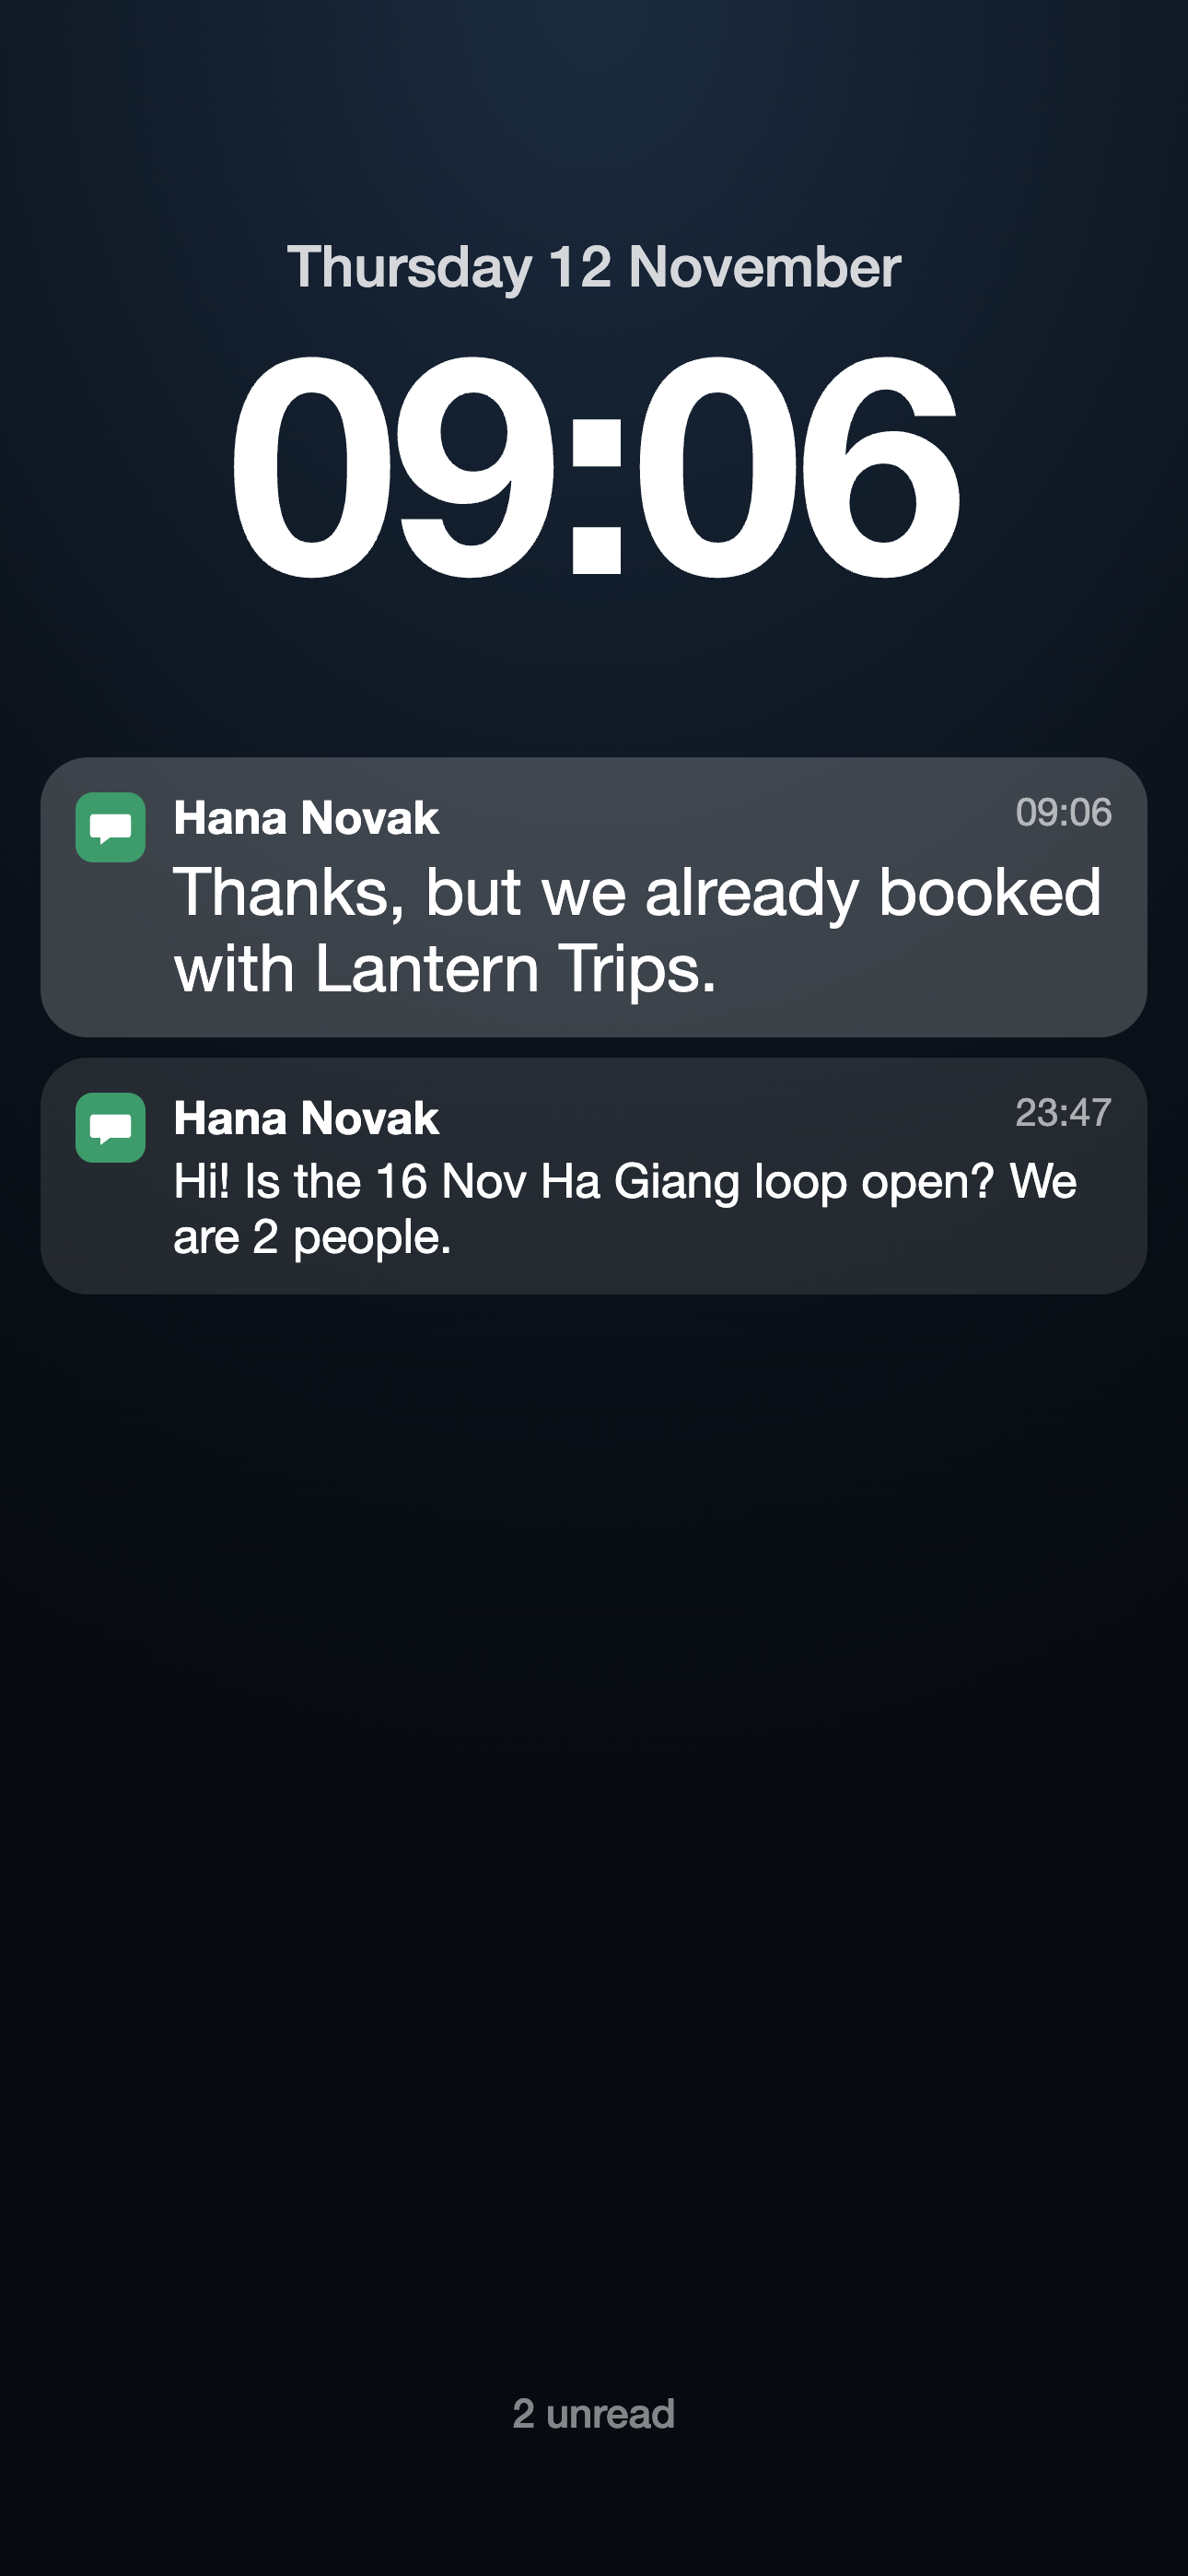 Thursday 12 November
09:06
Hana Novak
09:06
Thanks, but we already booked
with Lantern Trips.
Hana Novak
23:47
Hi! Is the 16 Nov Ha Giang loop open? We
are 2 people.
2 unread